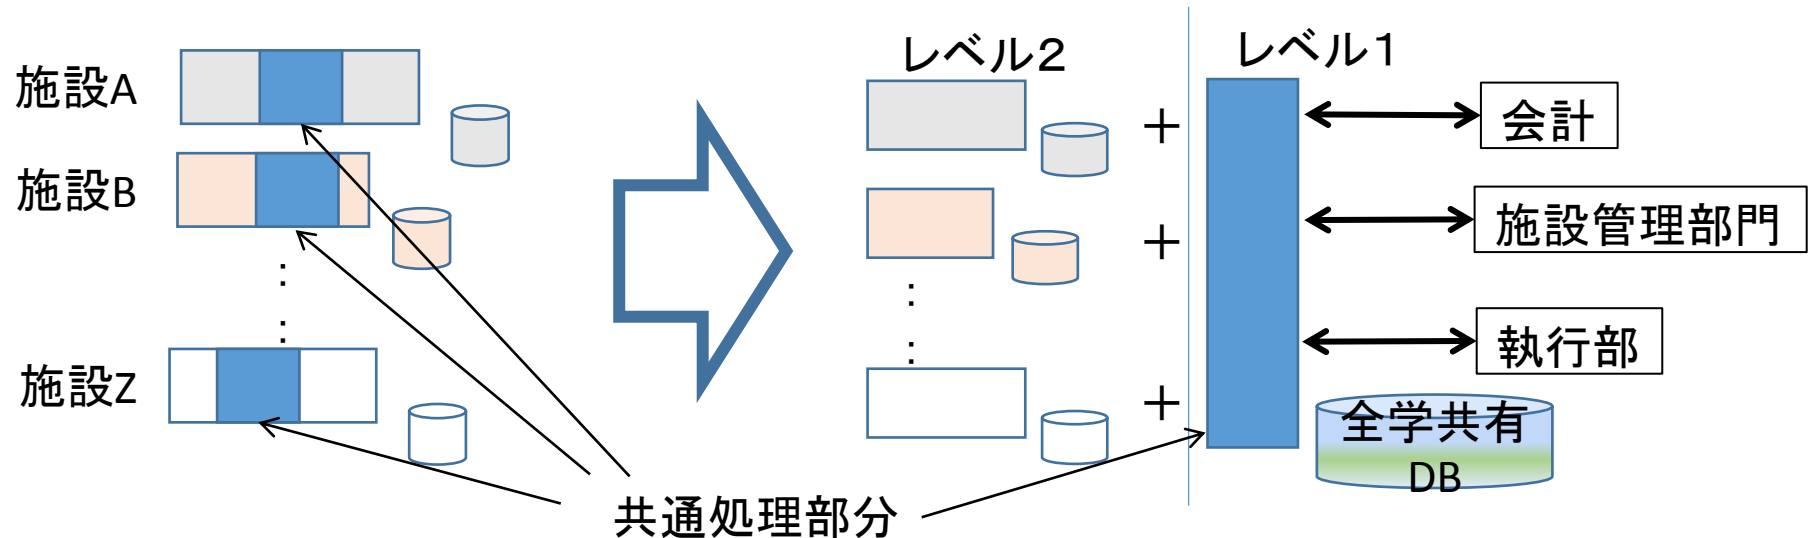 施設A
施設B
：
：
施設Z
共通処理部分
レベル2
レベル1
＋
＋
：
：
＋
会計
施設管理部門
執行部
全学共有
DB